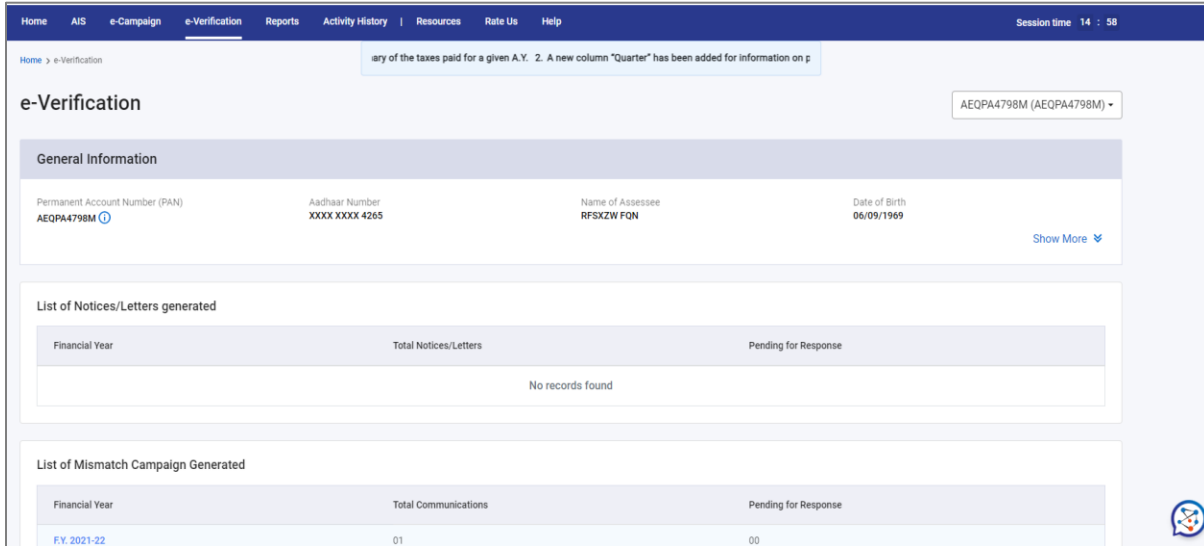 Home AIS e-Campaign e-Verification Reports Activity History | Resources Rate Us Help Session time 14 : 58
Home > e-Verification
ary of the taxes paid for a given A.Y. 2. A new column "Quarter" has been added for information on p
e-Verification
AEQPA4798M (AEQPA4798M)
General Information
Permanent Account Number (PAN) Aadhaar Number Name of Assessee Date of Birth
AEQPA4798M XXXX XXXX 4265 RFSXZW FQN 06/09/1969
Show More
List of Notices/Letters generated
Financial Year Total Notices/Letters Pending for Response
No records found
List of Mismatch Campaign Generated
Financial Year Total Communications Pending for Response
F.Y. 2021-22 01 00